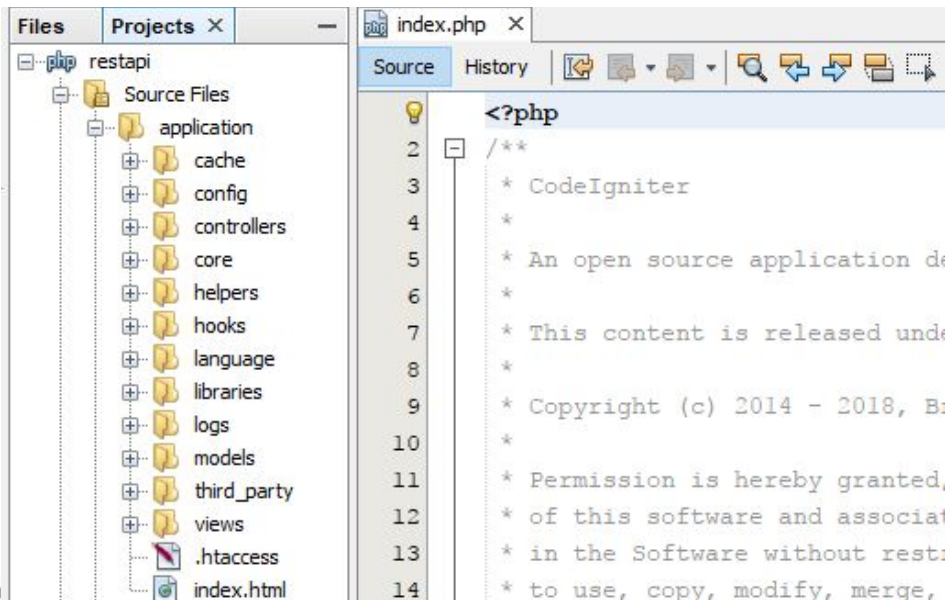 Files
Projects
restapi
Source Files
application
cache
config
controllers
core
helpers
hooks
language
libraries
logs
models
third_party
views
.htaccess
index.html
index.php
Source History
<?php
2 /**
3 * CodeIgniter
4 *
5 * An open source application de
6 *
7 * This content is released unde
8 *
9 * Copyright (c) 2014 - 2018, B
10 *
11 * Permission is hereby granted,
12 * of this software and associat
13 * in the Software without rest
14 * to use, copy, modify, merge,